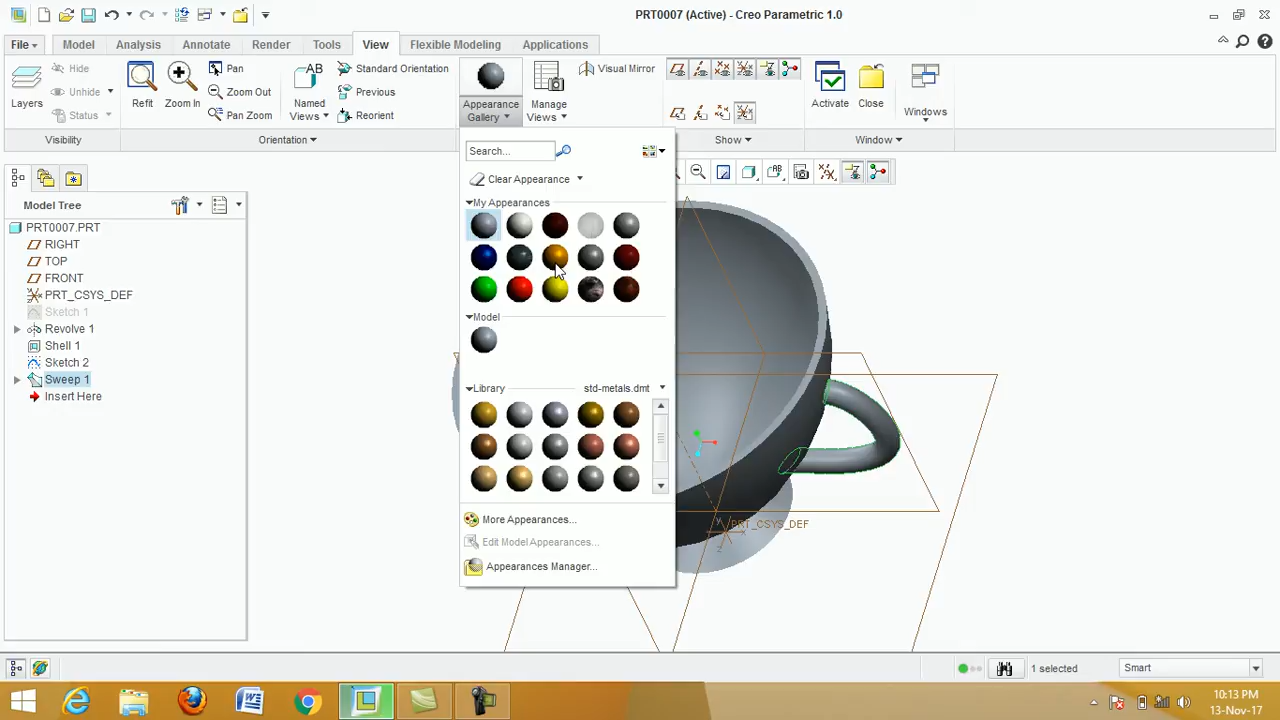 PRT0007 (Active) - Creo Parametric 1.0
File Model Analysis Annotate Render Tools View Flexible Modeling Applications
Layers
Hide
Unhide
Status
Visibility
Refit
Zoom In
Pan
Zoom Out
Pan Zoom
Named Views
Standard Orientation
Previous
Reorient
Orientation
Appearance Gallery
Manage Views
Visual Mirror
Show
Activate
Close
Windows
Window
Search...
Clear Appearance
My Appearances
Model
Library std-metals.dmt
More Appearances...
Edit Model Appearances...
Appearances Manager...
Model Tree
PRT0007.PRT
RIGHT
TOP
FRONT
PRT_CSYS_DEF
Sketch 1
Revolve 1
Shell 1
Sketch 2
Sweep 1
Insert Here
PRT_CSYS_DEF
1 selected
Smart
10:13 PM
13-Nov-17